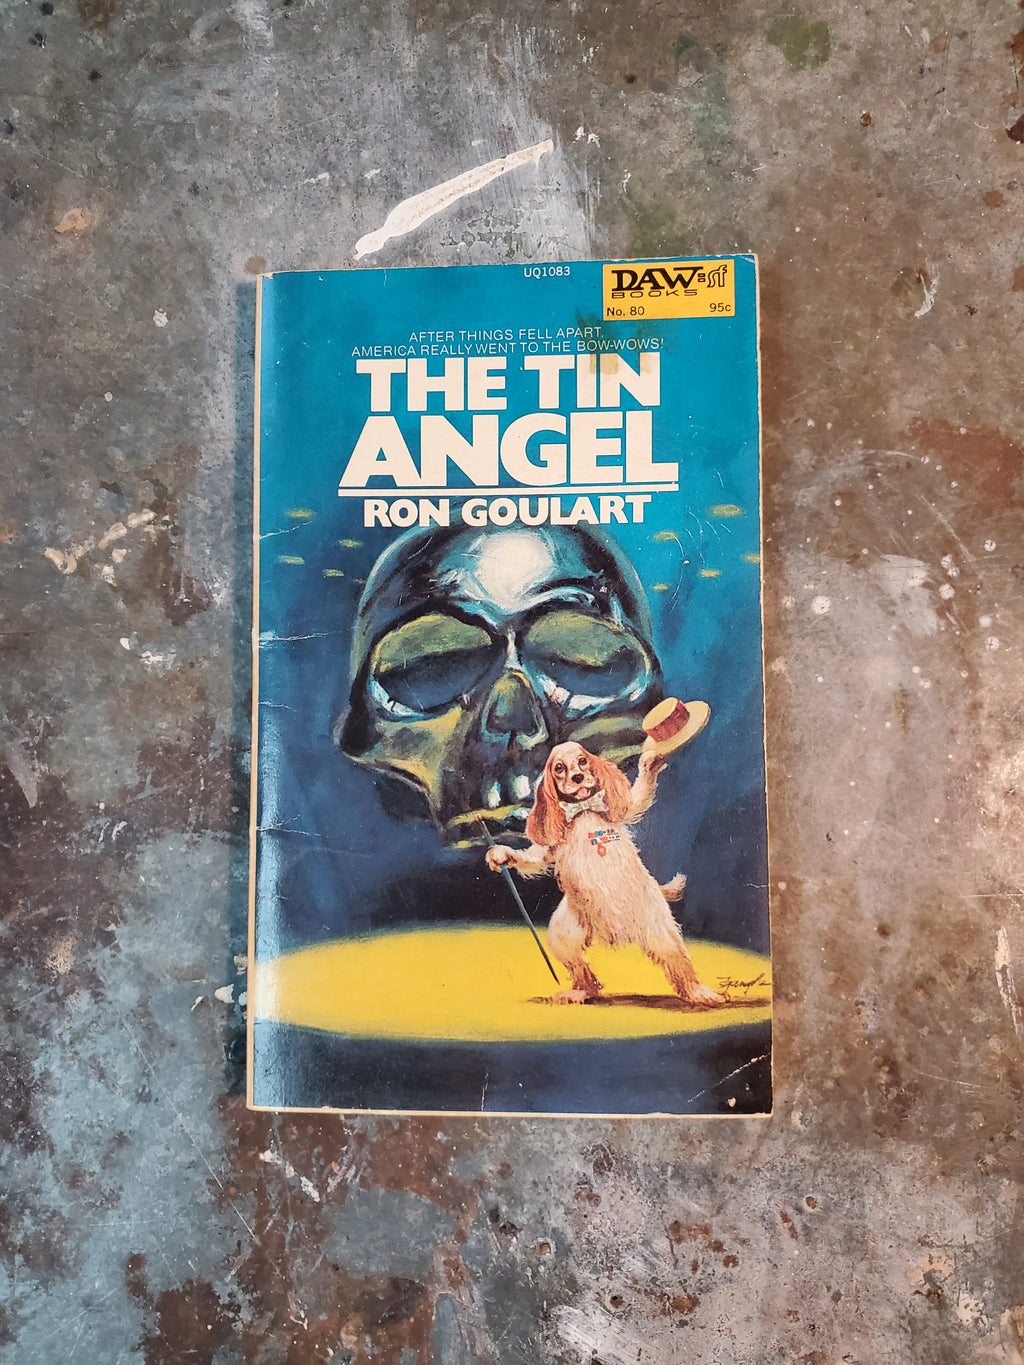 UQ1083
DAW=sf
BOOKS
No. 80 95c
AFTER THINGS FELL APART,
AMERICA REALLY WENT TO THE BOW-WOWS!
THE TIN
ANGEL
RON GOULART